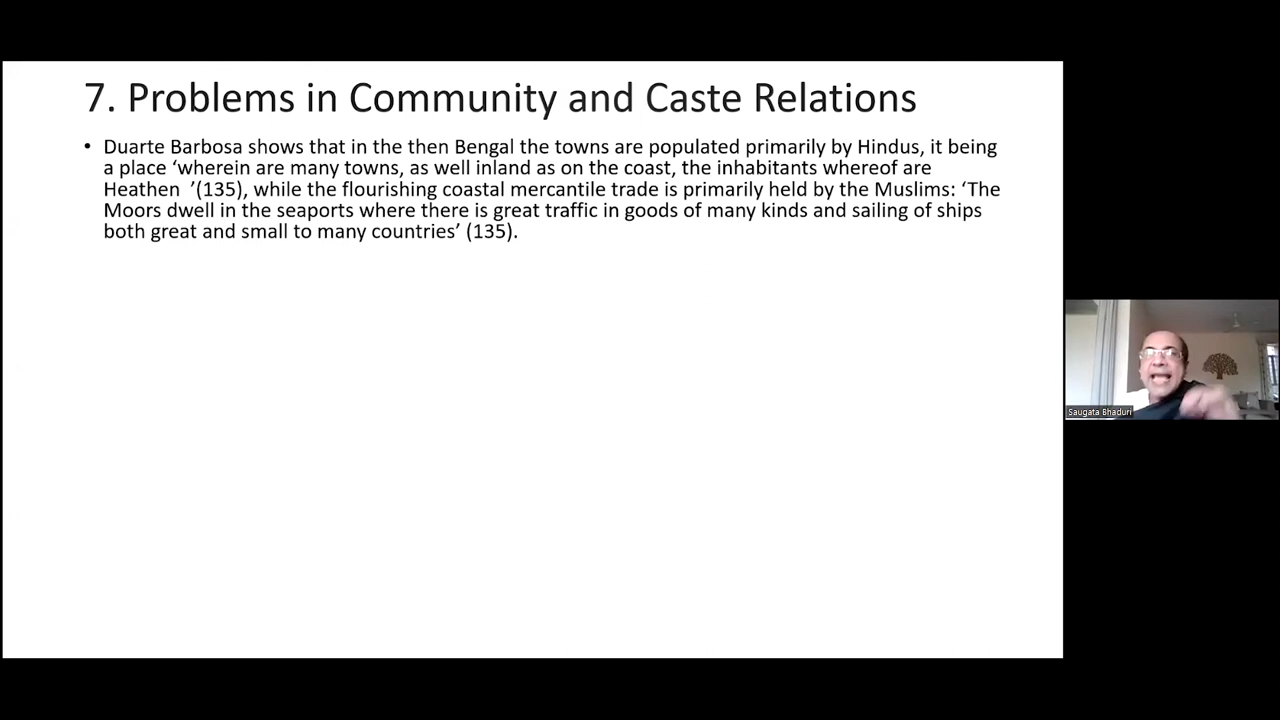 7. Problems in Community and Caste Relations
• Duarte Barbosa shows that in the then Bengal the towns are populated primarily by Hindus, it being
a place ‘wherein are many towns, as well inland as on the coast, the inhabitants whereof are
Heathen ’(135), while the flourishing coastal mercantile trade is primarily held by the Muslims: ‘The
Moors dwell in the seaports where there is great traffic in goods of many kinds and sailing of ships
both great and small to many countries’ (135).
Saugata Bhaduri